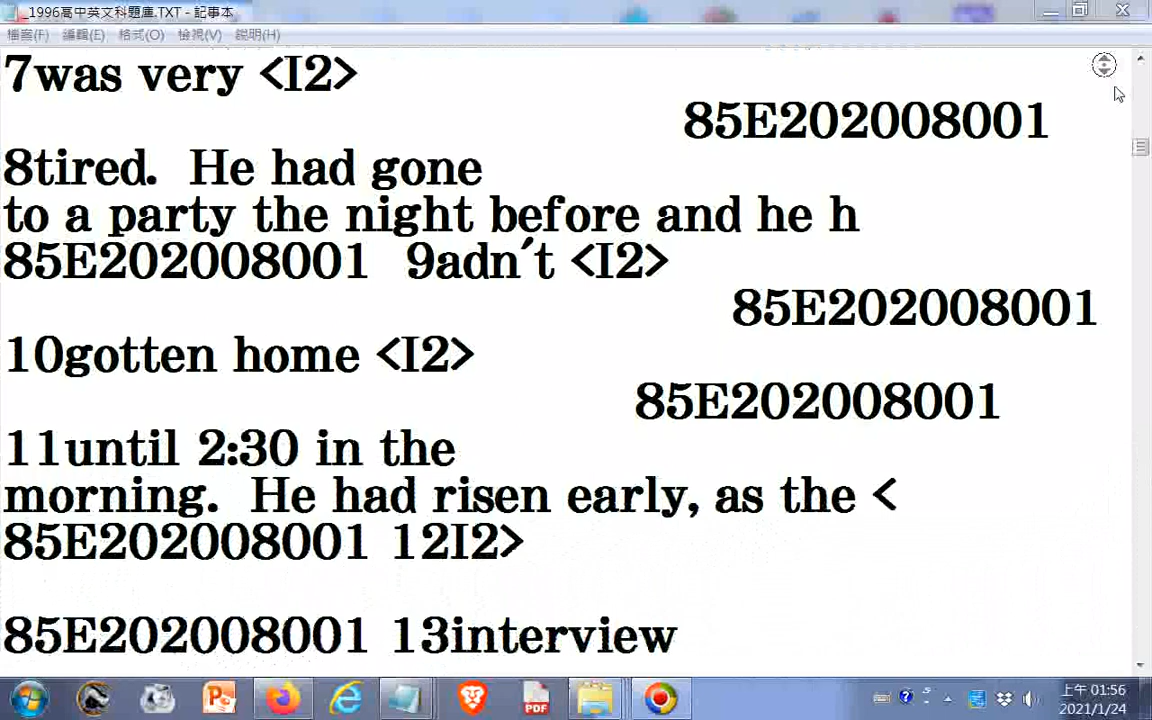 _1996高中英文科題庫.TXT - 記事本
檔案(F) 編輯(E) 格式(O) 檢視(V) 說明(H)
7was very <I2>
85E202008001
8tired.  He had gone
to a party the night before and he h
85E202008001  9adn't <I2>
85E202008001
10gotten home <I2>
85E202008001
11until 2:30 in the
morning.  He had risen early, as the <
85E202008001 12I2>
85E202008001 13interview
PDF
上午 01:56
2021/1/24